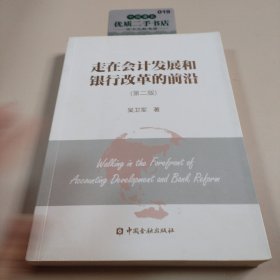 019
优质二手书店
走在会计发展和
银行改革的前沿
(第二版)
吴卫军 著
Walking in the Forefront of
Accounting Development and Bank Reform
中国金融出版社